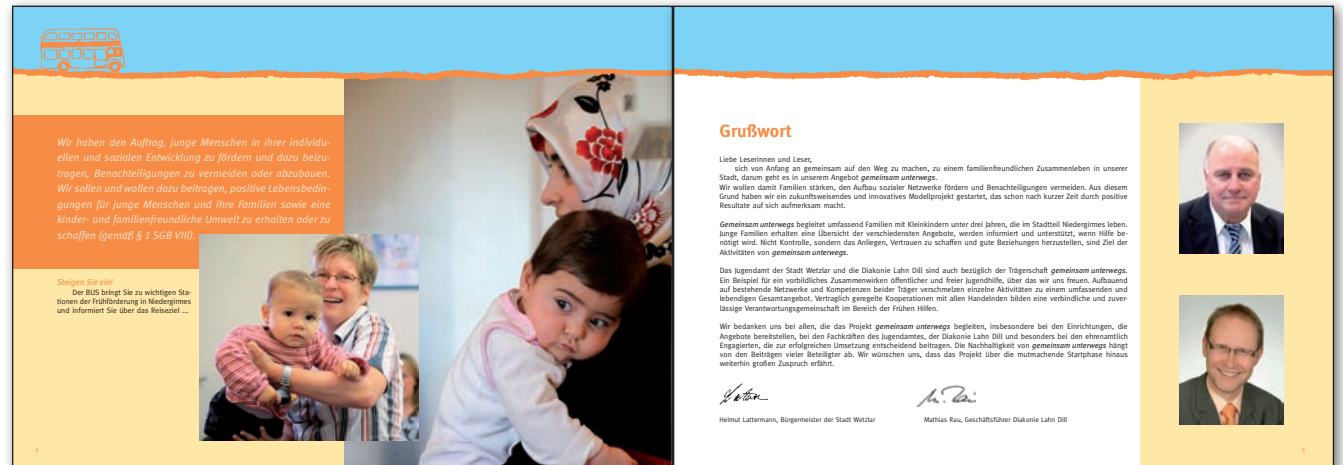 Wir haben den Auftrag, junge Menschen in ihrer individu-
ellen und sozialen Entwicklung zu fördern und dazu beizu-
tragen, Benachteiligungen zu vermeiden oder abzubauen.
Wir sollen und wollen dazu beitragen, positive Lebensbedin-
gungen für junge Menschen und ihre Familien sowie eine
kinder- und familienfreundliche Umwelt zu erhalten oder zu
schaffen (gemäß § 1 SGB VIII).
Steigen Sie ein!
Der BUS bringt Sie zu wichtigen Sta-
tionen der Frühförderung in Niedergirmes
und informiert Sie über das Reiseziel ...
2
Grußwort
Liebe Leserinnen und Leser,
sich von Anfang an gemeinsam auf den Weg zu machen, zu einem familienfreundlichen Zusammenleben in unserer
Stadt, darum geht es in unserem Angebot gemeinsam unterwegs.
Wir wollen damit Familien stärken, den Aufbau sozialer Netzwerke fördern und Benachteiligungen vermeiden. Aus diesem
Grund haben wir ein zukunftsweisendes und innovatives Modellprojekt gestartet, das schon nach kurzer Zeit durch positive
Resultate auf sich aufmerksam macht.
Gemeinsam unterwegs begleitet umfassend Familien mit Kleinkindern unter drei Jahren, die im Stadtteil Niedergirmes leben.
Junge Familien erhalten eine Übersicht der verschiedensten Angebote, werden informiert und unterstützt, wenn Hilfe be-
nötigt wird. Nicht Kontrolle, sondern das Anliegen, Vertrauen zu schaffen und gute Beziehungen herzustellen, sind Ziel der
Aktivitäten von gemeinsam unterwegs.
Das Jugendamt der Stadt Wetzlar und die Diakonie Lahn Dill sind auch bezüglich der Trägerschaft gemeinsam unterwegs.
Ein Beispiel für ein vorbildliches Zusammenwirken öffentlicher und freier Jugendhilfe, über das wir uns freuen. Aufbauend
auf bestehende Netzwerke und Kompetenzen beider Träger verschmelzen einzelne Aktivitäten zu einem umfassenden und
lebendigen Gesamtangebot. Vertraglich geregelte Kooperationen mit allen Handelnden bilden eine verbindliche und zuver-
lässige Verantwortungsgemeinschaft im Bereich der Frühen Hilfen.
Wir bedanken uns bei allen, die das Projekt gemeinsam unterwegs begleiten, insbesondere bei den Einrichtungen, die
Angebote bereitstellen, bei den Fachkräften des Jugendamtes, der Diakonie Lahn Dill und besonders bei den ehrenamtlich
Engagierten, die zur erfolgreichen Umsetzung entscheidend beitragen. Die Nachhaltigkeit von gemeinsam unterwegs hängt
von den Beiträgen vieler Beteiligter ab. Wir wünschen uns, dass das Projekt über die mutmachende Startphase hinaus
weiterhin großen Zuspruch erfährt.
Helmut Lattermann, Bürgermeister der Stadt Wetzlar
Mathias Rau, Geschäftsführer Diakonie Lahn Dill
3